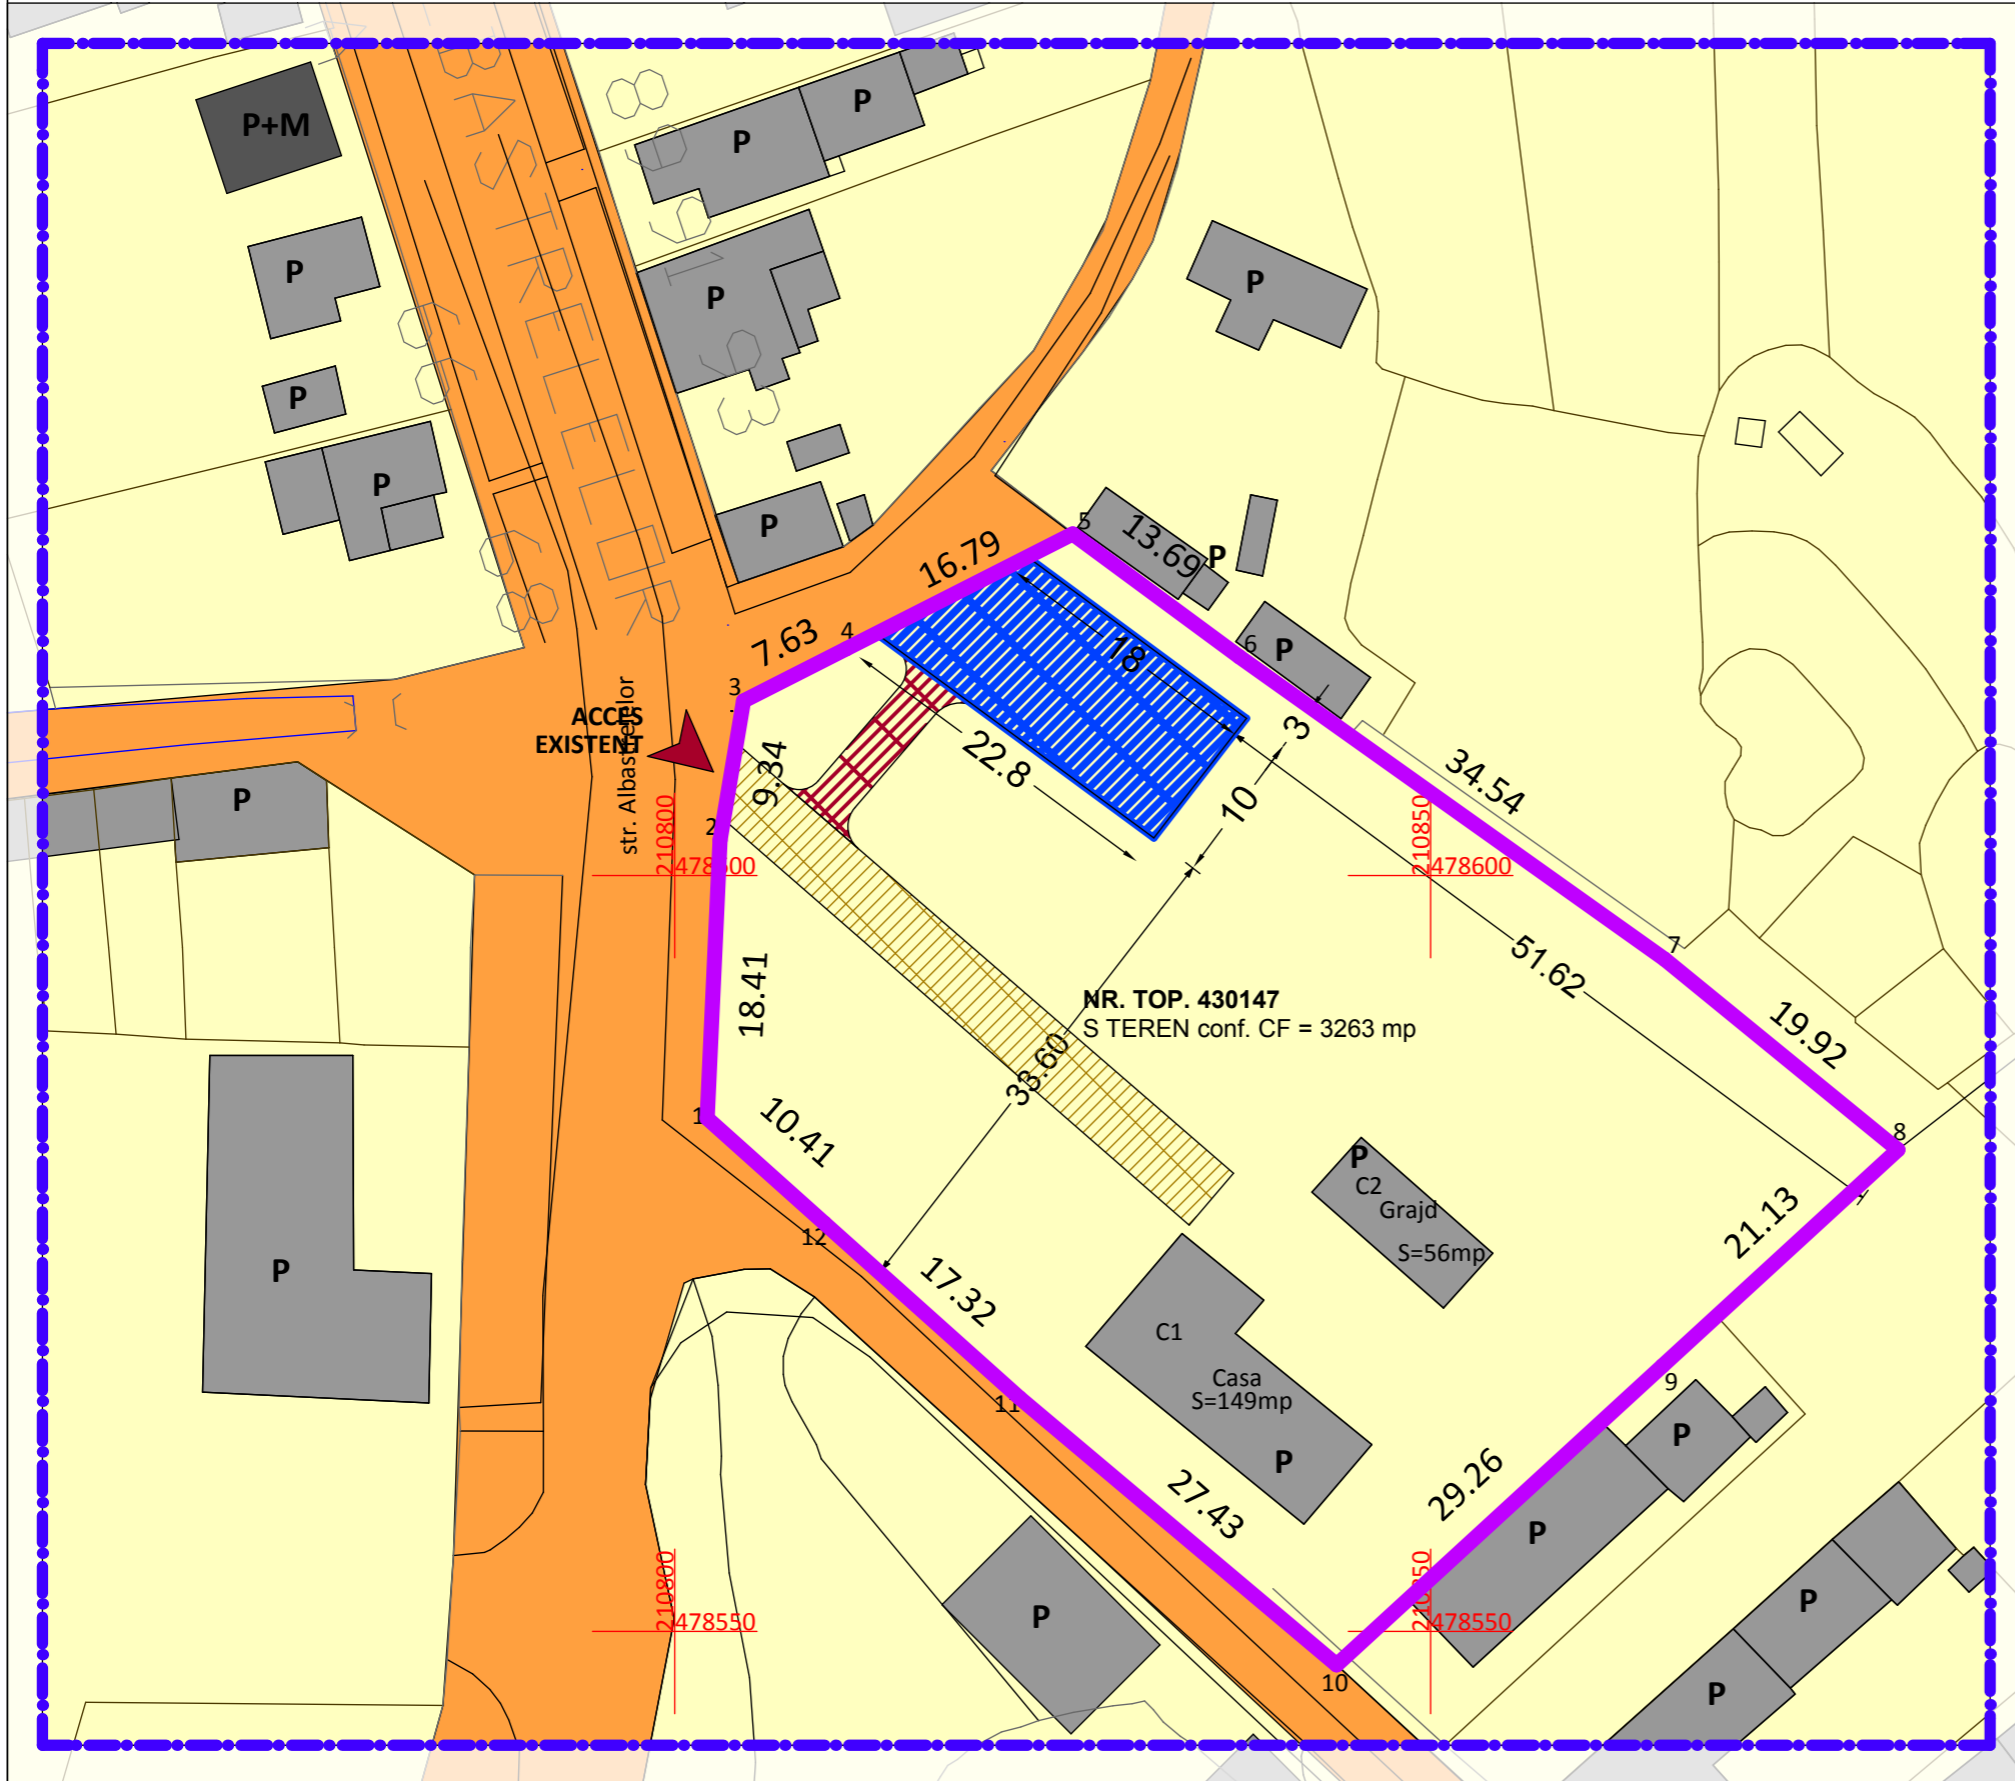 P+M
P
P
P
P
P
P
P
P
P
5
13.69
P
16.79
7.63
4
3
18
6
P
3
34.54
ACCES
EXISTENT
str. Albastrelelor
9.34
22.8
10
2
210800
478600
210850
478600
51.62
7
18.41
NR. TOP. 430147
S TEREN conf. CF = 3263 mp
33.60
19.92
8
1
10.41
P
C2
Grajd
S=56mp
21.13
12
17.32
P
C1
Casa
S=149mp
P
11
9
P
27.43
29.26
P
P
210800
478550
210850
478550
10
P
P